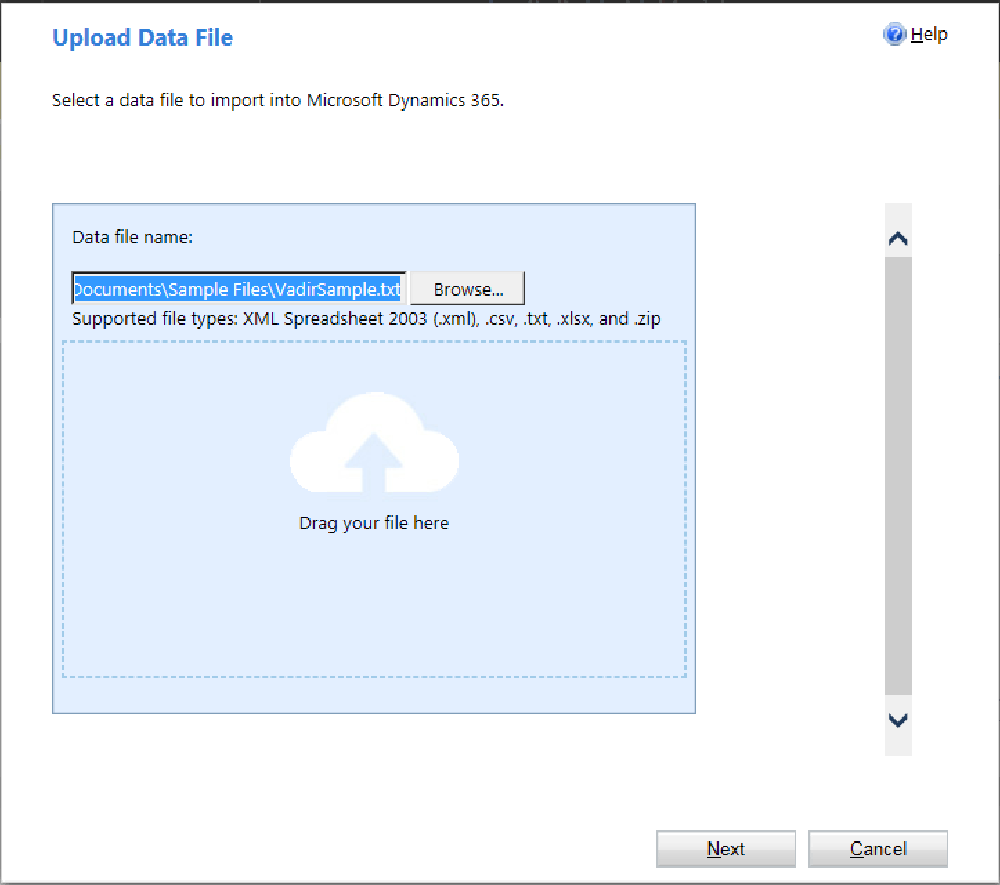 Upload Data File
Help
Select a data file to import into Microsoft Dynamics 365.
Data file name:
Documents\Sample Files\VadirSample.txt
Browse...
Supported file types: XML Spreadsheet 2003 (.xml), .csv, .txt, .xlsx, and .zip
Drag your file here
Next
Cancel